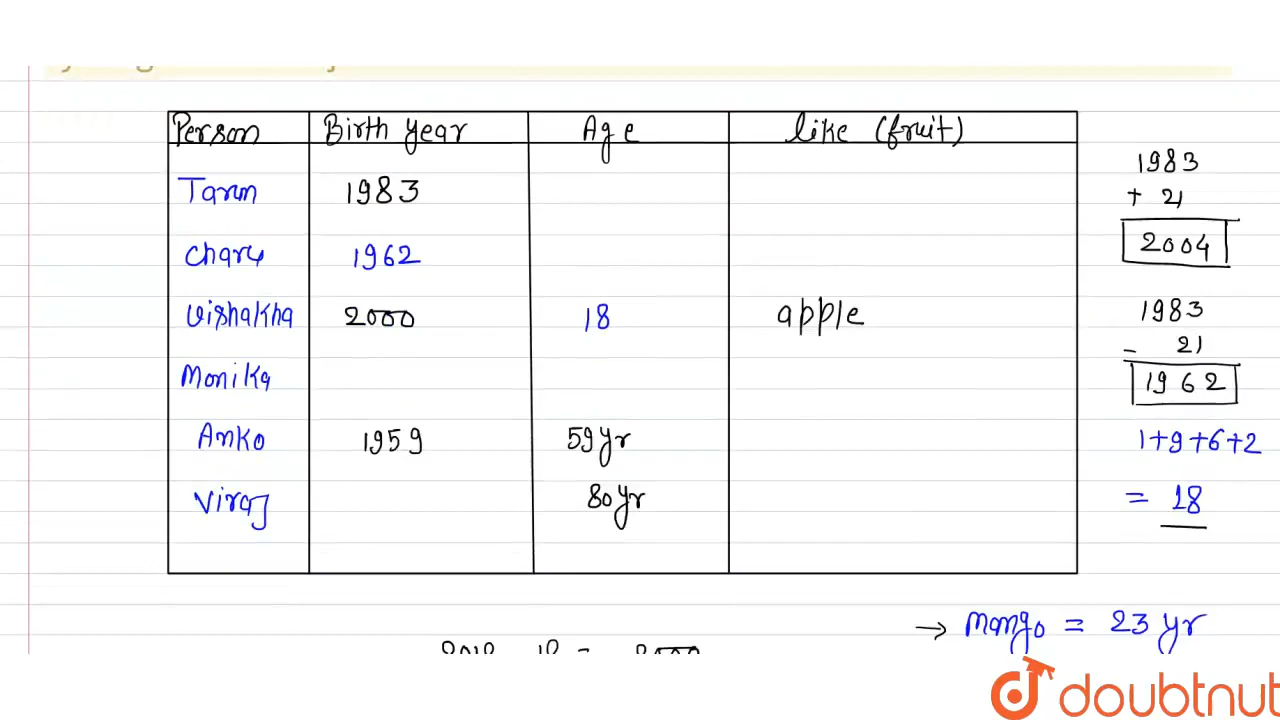 Person Birth year Age like (fruit)
Tarun 1983
Charu 1962
Vishakha 2000 18 apple
Monika
Anko 1959 59yr
Viraj 80yr
1983
+ 21
2004
1983
- 21
1962
1+9+6+2
= 18
→ mango = 23 yr
doubtnut